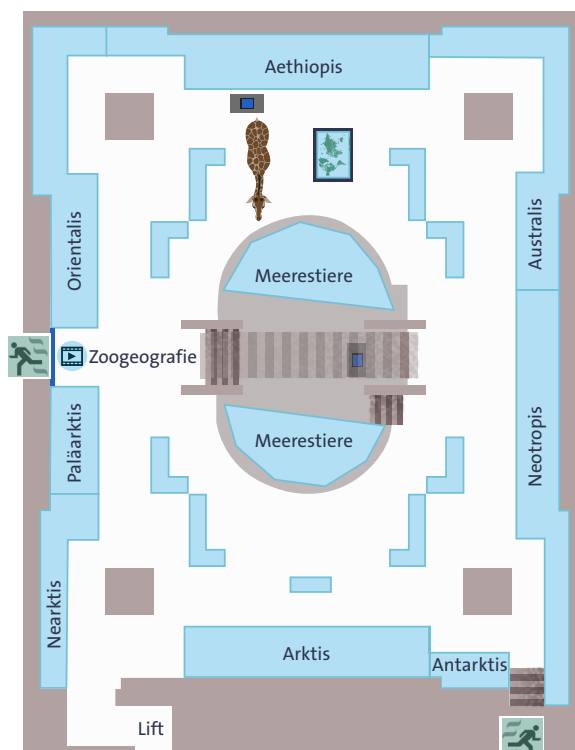 Aethiopis
Orientalis
Australis
Meerestiere
Zoogeografie
Paläarktis
Meerestiere
Neotropis
Nearktis
Arktis
Antarktis
Lift